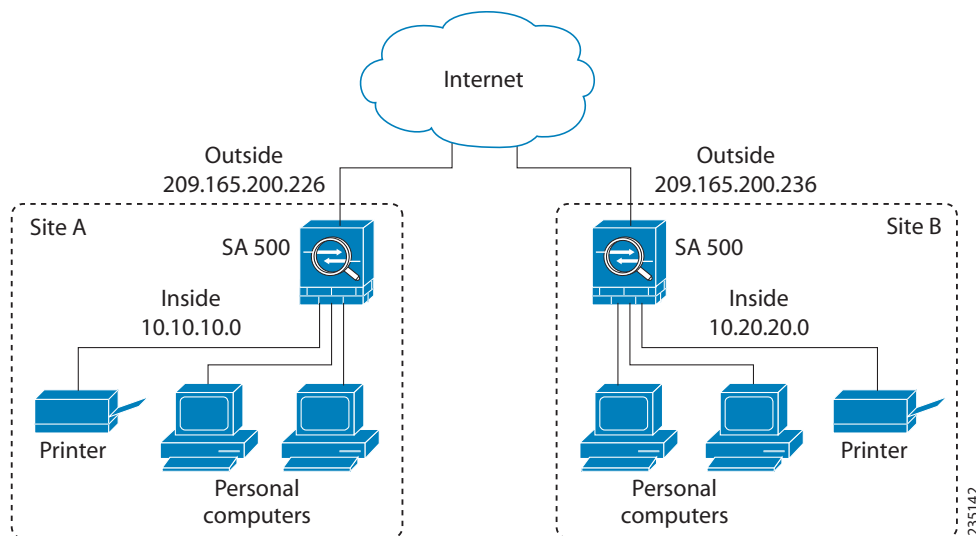 Internet
Outside
209.165.200.226
Outside
209.165.200.236
Site A
SA 500
SA 500
Site B
Inside
10.10.10.0
Inside
10.20.20.0
Printer
Personal
computers
Personal
computers
Printer
235142